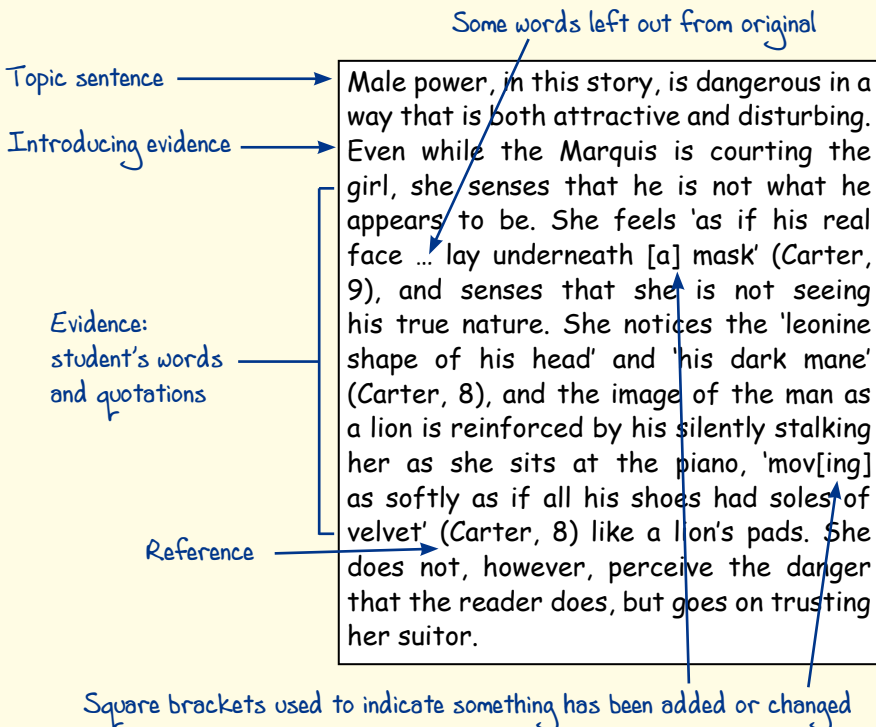 Some words left out from original
Topic sentence
Introducing evidence
Evidence:
student's words
and quotations
Reference
Male power, in this story, is dangerous in a
way that is both attractive and disturbing.
Even while the Marquis is courting the
girl, she senses that he is not what he
appears to be. She feels ‘as if his real
face … lay underneath [a] mask’ (Carter,
9), and senses that she is not seeing
his true nature. She notices the ‘leonine
shape of his head’ and ‘his dark mane’
(Carter, 8), and the image of the man as
a lion is reinforced by his silently stalking
her as she sits at the piano, ‘mov[ing]
as softly as if all his shoes had soles of
velvet’ (Carter, 8) like a lion's pads. She
does not, however, perceive the danger
that the reader does, but goes on trusting
her suitor.
Square brackets used to indicate something has been added or changed